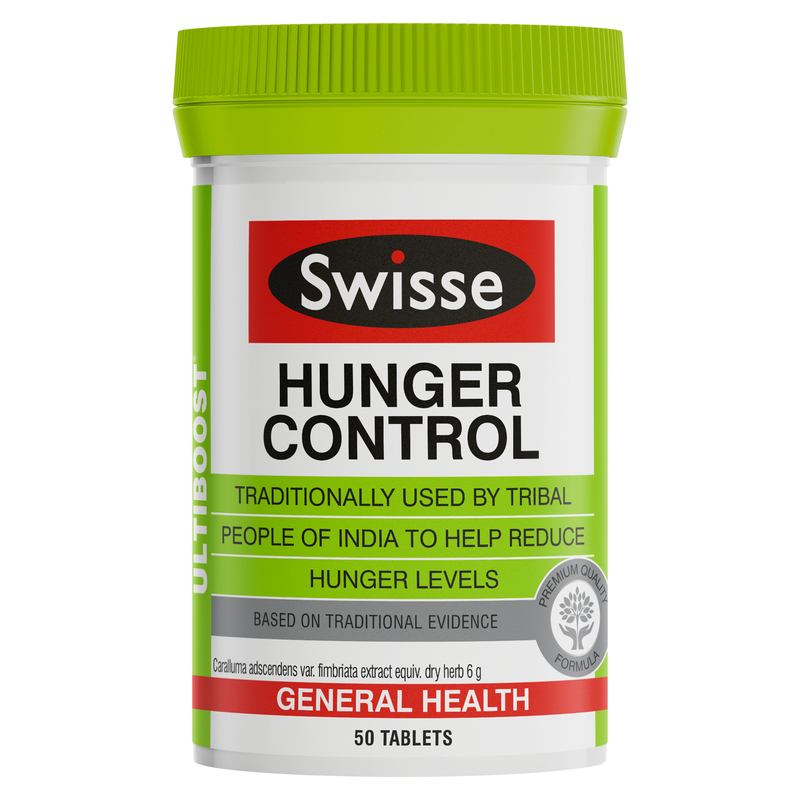 Swisse
HUNGER
CONTROL
ULTIBOOST
TRADITIONALLY USED BY TRIBAL
PEOPLE OF INDIA TO HELP REDUCE
HUNGER LEVELS
BASED ON TRADITIONAL EVIDENCE
PREMIUM QUALITY
FORMULA
Caralluma adscendens var. fimbriata extract equiv. dry herb 6 g
GENERAL HEALTH
50 TABLETS